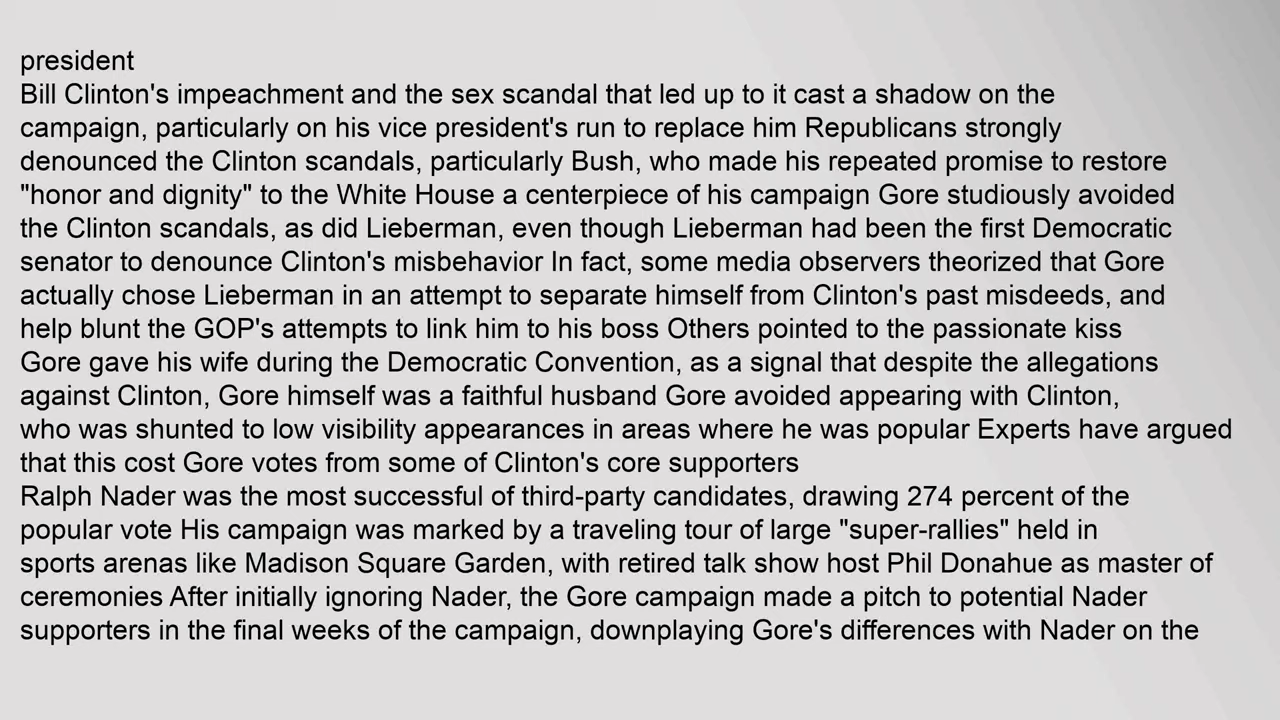 president
Bill Clinton's impeachment and the sex scandal that led up to it cast a shadow on the
campaign, particularly on his vice president's run to replace him Republicans strongly
denounced the Clinton scandals, particularly Bush, who made his repeated promise to restore
"honor and dignity" to the White House a centerpiece of his campaign Gore studiously avoided
the Clinton scandals, as did Lieberman, even though Lieberman had been the first Democratic
senator to denounce Clinton's misbehavior In fact, some media observers theorized that Gore
actually chose Lieberman in an attempt to separate himself from Clinton's past misdeeds, and
help blunt the GOP's attempts to link him to his boss Others pointed to the passionate kiss
Gore gave his wife during the Democratic Convention, as a signal that despite the allegations
against Clinton, Gore himself was a faithful husband Gore avoided appearing with Clinton,
who was shunted to low visibility appearances in areas where he was popular Experts have argued
that this cost Gore votes from some of Clinton's core supporters
Ralph Nader was the most successful of third-party candidates, drawing 274 percent of the
popular vote His campaign was marked by a traveling tour of large "super-rallies" held in
sports arenas like Madison Square Garden, with retired talk show host Phil Donahue as master of
ceremonies After initially ignoring Nader, the Gore campaign made a pitch to potential Nader
supporters in the final weeks of the campaign, downplaying Gore's differences with Nader on the